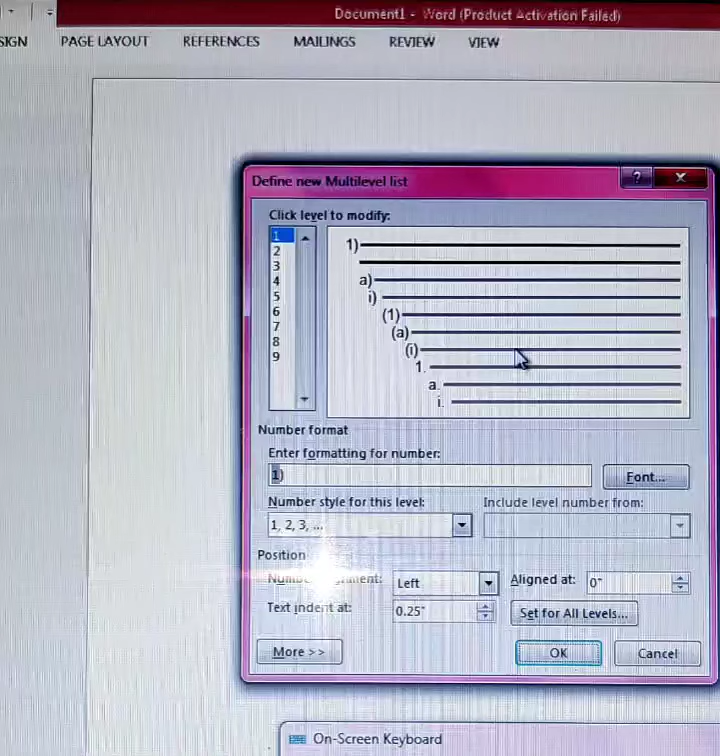 Document1 - Word (Product Activation Failed)
SIGN PAGE LAYOUT REFERENCES MAILINGS REVIEW VIEW
Define new Multilevel list
?
X
Click level to modify:
1
2
3
4
5
6
7
8
9
1)
a)
i)
(1)
(a)
(i)
1.
a.
i.
Number format
Enter formatting for number:
1)
Font...
Number style for this level:
Include level number from:
1, 2, 3, ...
Position
Left
Aligned at:
0"
Text indent at:
0.25"
Set for All Levels...
More >>
OK
Cancel
On-Screen Keyboard